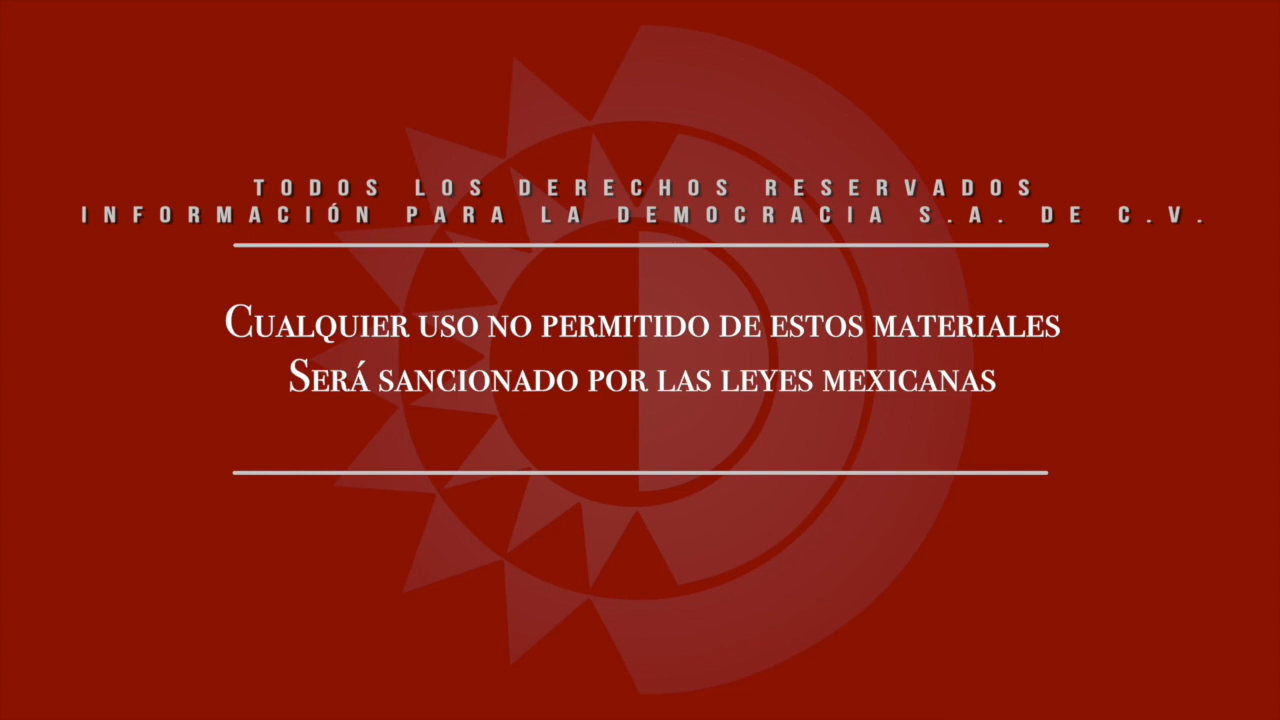 TODOS LOS DERECHOS RESERVADOS
INFORMACIÓN PARA LA DEMOCRACIA S.A. DE C.V.
Cualquier uso no permitido de estos materiales
Será sancionado por las leyes mexicanas